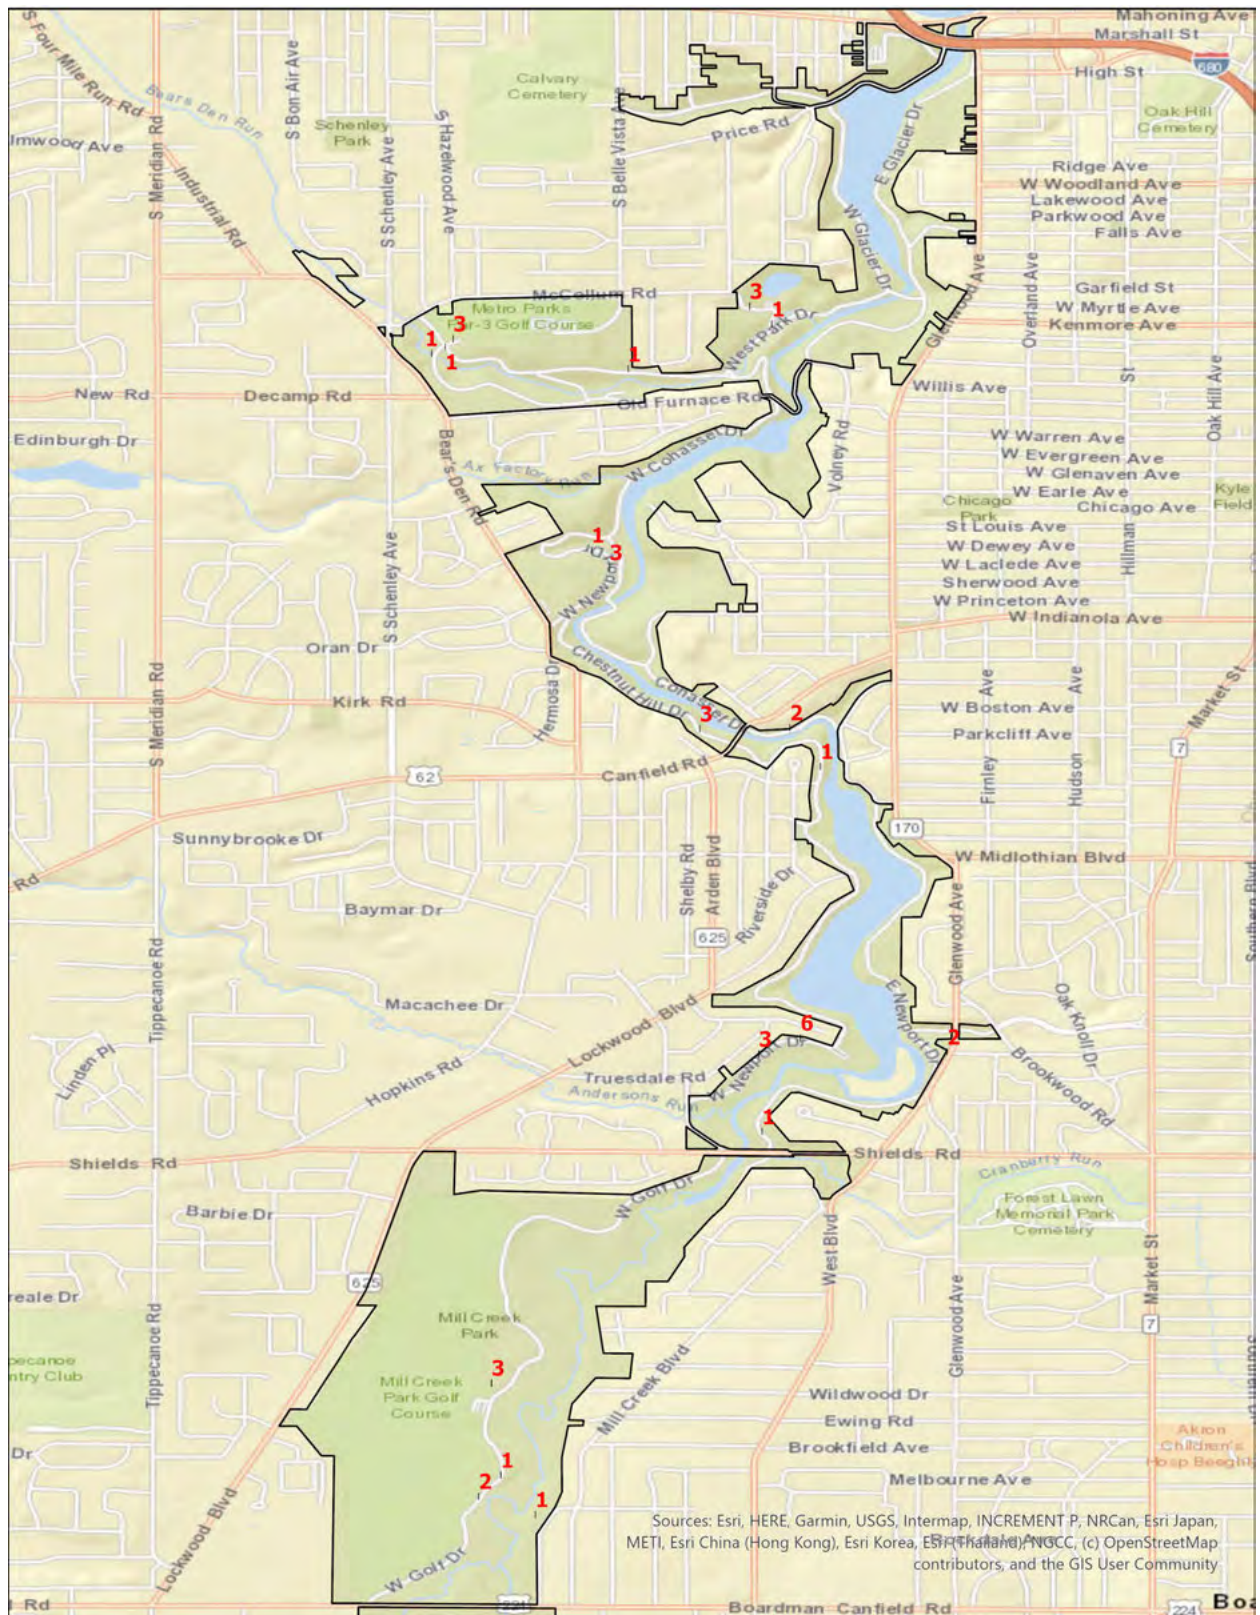 Mahoning Ave
Marshall St
680
High St
S Four Mile Run Rd
Bears Den Run
S Bon Air Ave
Calvary
Cemetery
S Meridian Rd
Schenley
Park
S Hazelwood Ave
S Belle Vista Ave
Price Rd
E Glacier Dr
Oak Hill
Cemetery
lmwood Ave
Industrial Rd
S Schenley Ave
Ridge Ave
W Woodland Ave
Lakewood Ave
Parkwood Ave
Falls Ave
W Glacier Dr
Glenwood Ave
Overland Ave
Garfield St
W Myrtle Ave
Kenmore Ave
McCollum Rd
3
1
Metro Parks
Par-3 Golf Course
3
1
1
1
West Park Dr
New Rd
Decamp Rd
Old Furnace Rd
Willis Ave
St
Oak Hill Ave
Edinburgh Dr
Bear's Den Rd
Ax Factory Run
W Cohasset Dr
Volney Rd
W Warren Ave
W Evergreen Ave
W Glenaven Ave
W Earle Ave
Chicago Ave
Kyle
Field
Chicago
Park
St Louis Ave
W Dewey Ave
W Laclede Ave
Sherwood Ave
W Princeton Ave
W Indianola Ave
Hillman
S Schenley Ave
1
3
W Newport Dr
Oran Dr
S Meridian Rd
Kirk Rd
Hermosa Dr
Chestnut Hill Dr
Cohasset Dr
3
2
1
W Boston Ave
Parkcliff Ave
Firnley Ave
Hudson Ave
Market St
7
62
Canfield Rd
Sunnybrooke Dr
Rd
170
W Midlothian Blvd
Shelby Rd
Arden Blvd
Riverside Dr
Baymar Dr
625
Tippecanoe Rd
Glenwood Ave
Southern Blvd
Macachee Dr
Lockwood Blvd
E Newport Dr
Oak Knoll Dr
6
3
2
W Newport Dr
Linden Pl
Hopkins Rd
Truesdale Rd
Andersons Run
Brookwood Rd
1
Shields Rd
Shields Rd
Cranberry Run
W Golf Dr
Barbie Dr
Forest Lawn
Memorial Park
Cemetery
West Blvd
Market St
625
reale Dr
Mill Creek
Park
Tippecanoe Rd
Glenwood Ave
7
pecanoe
ntry Club
3
Mill Creek
Park Golf
Course
Mill Creek Blvd
Wildwood Dr
Ewing Rd
Brookfield Ave
Akron
Children's
Hosp Beeghly
Dr
1
2
1
Melbourne Ave
Lockwood Blvd
Sources: Esri, HERE, Garmin, USGS, Intermap, INCREMENT P, NRCan, Esri Japan,
METI, Esri China (Hong Kong), Esri Korea, Esri (Thailand), NGCC, (c) OpenStreetMap
contributors, and the GIS User Community
W Golf Dr
l Rd
224
Boardman Canfield Rd
224
Boa